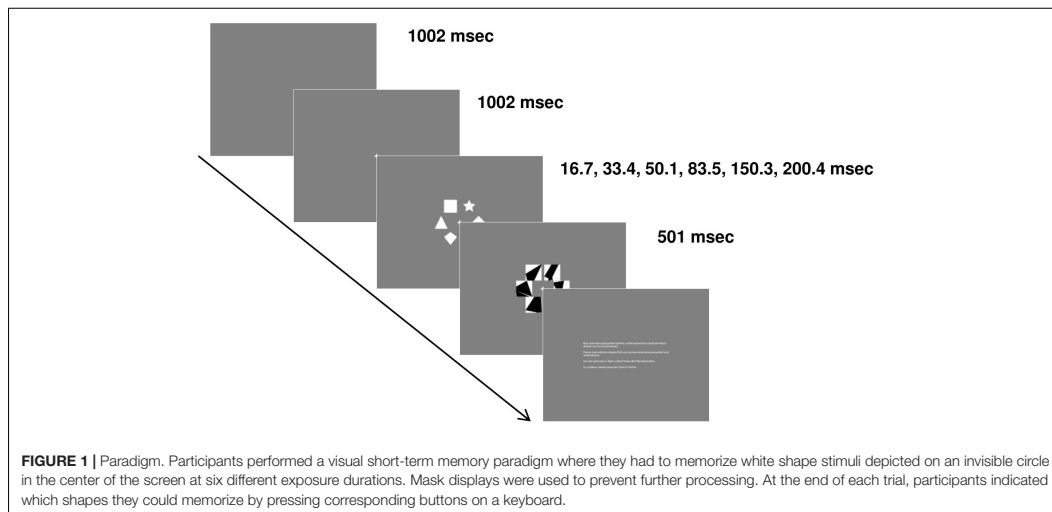 1002 msec
1002 msec
16.7, 33.4, 50.1, 83.5, 150.3, 200.4 msec
501 msec
FIGURE 1 | Paradigm. Participants performed a visual short-term memory paradigm where they had to memorize white shape stimuli depicted on an invisible circle
in the center of the screen at six different exposure durations. Mask displays were used to prevent further processing. At the end of each trial, participants indicated
which shapes they could memorize by pressing corresponding buttons on a keyboard.